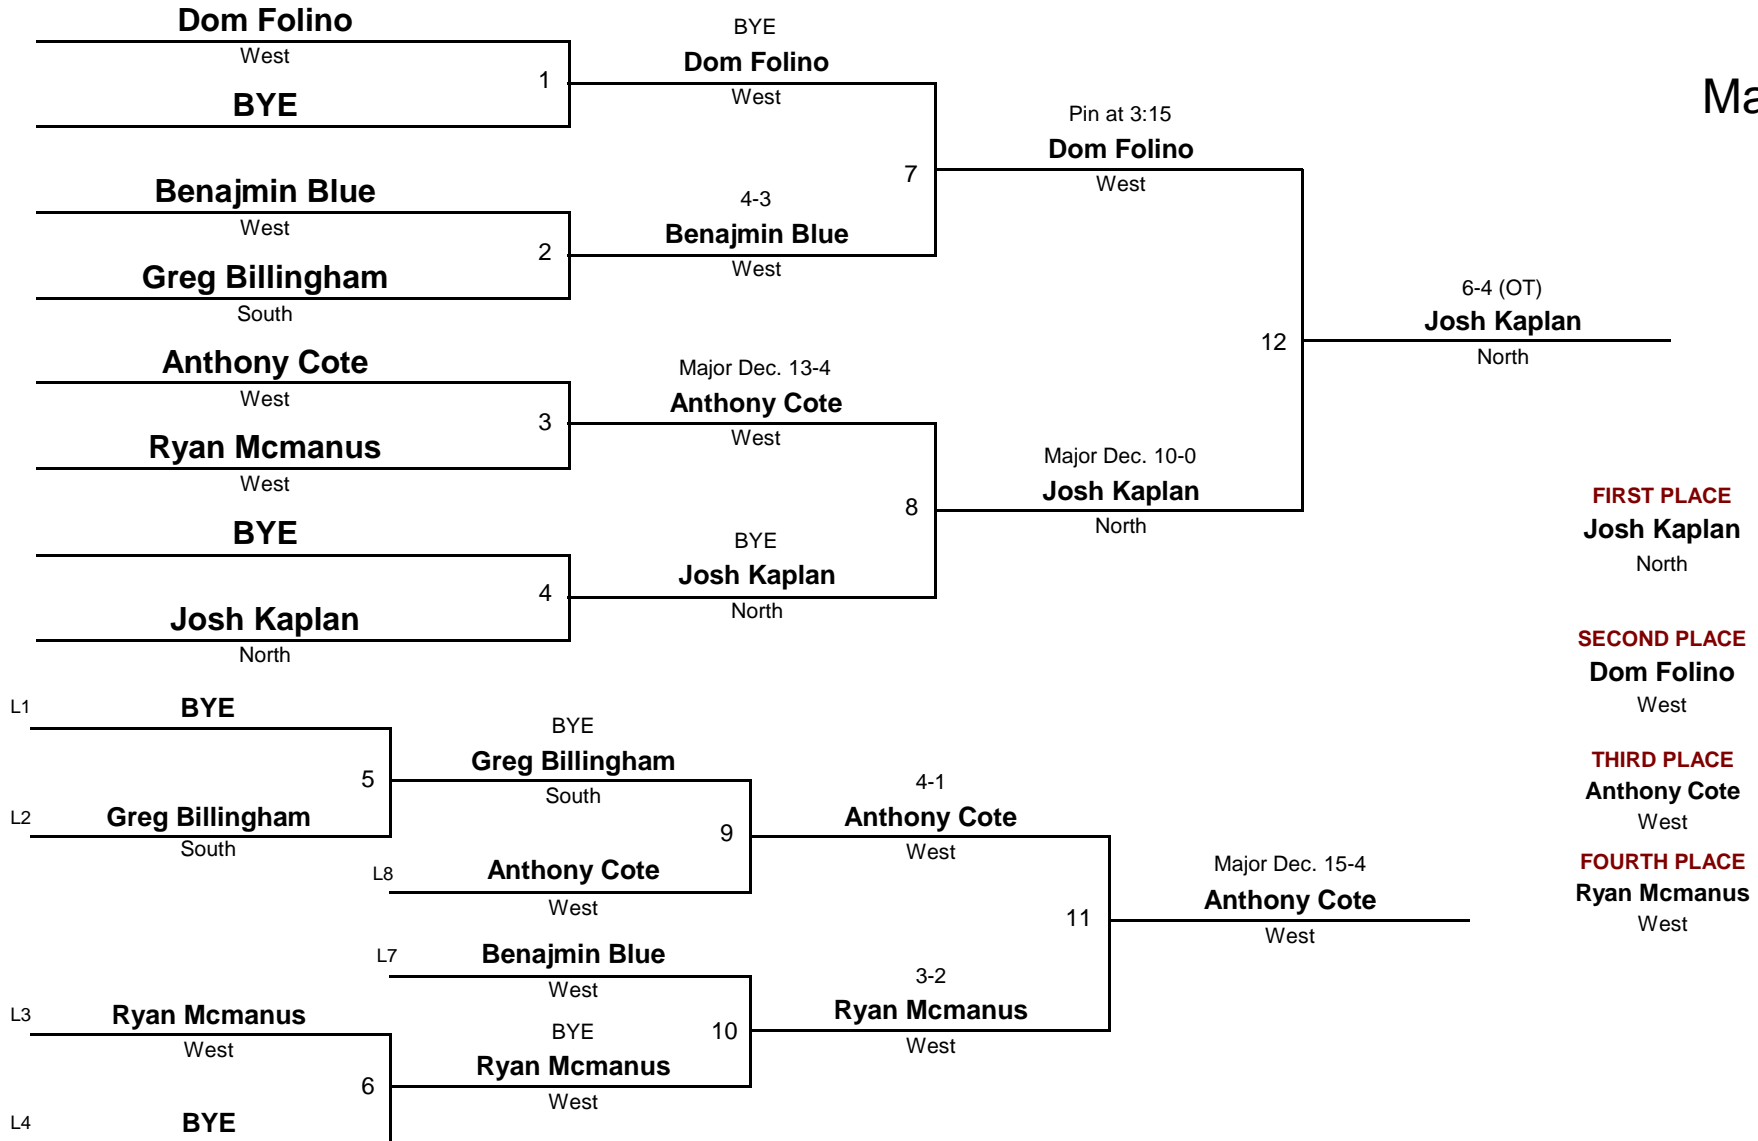 Dom Folino
West
1
BYE
BYE
Dom Folino
West
Benajmin Blue
West
2
Greg Billingham
South
4-3
Benajmin Blue
West
7
Pin at 3:15
Dom Folino
West
Ma
Anthony Cote
West
3
Ryan Mcmanus
West
Major Dec. 13-4
Anthony Cote
West
BYE
4
Josh Kaplan
North
BYE
Josh Kaplan
North
8
Major Dec. 10-0
Josh Kaplan
North
12
6-4 (OT)
Josh Kaplan
North
FIRST PLACE
Josh Kaplan
North
SECOND PLACE
Dom Folino
West
THIRD PLACE
Anthony Cote
West
FOURTH PLACE
Ryan Mcmanus
West
L1
BYE
5
L2
Greg Billingham
South
BYE
Greg Billingham
South
9
L8
Anthony Cote
West
4-1
Anthony Cote
West
L7
Benajmin Blue
West
10
L3
Ryan Mcmanus
West
6
L4
BYE
BYE
Ryan Mcmanus
West
3-2
Ryan Mcmanus
West
11
Major Dec. 15-4
Anthony Cote
West